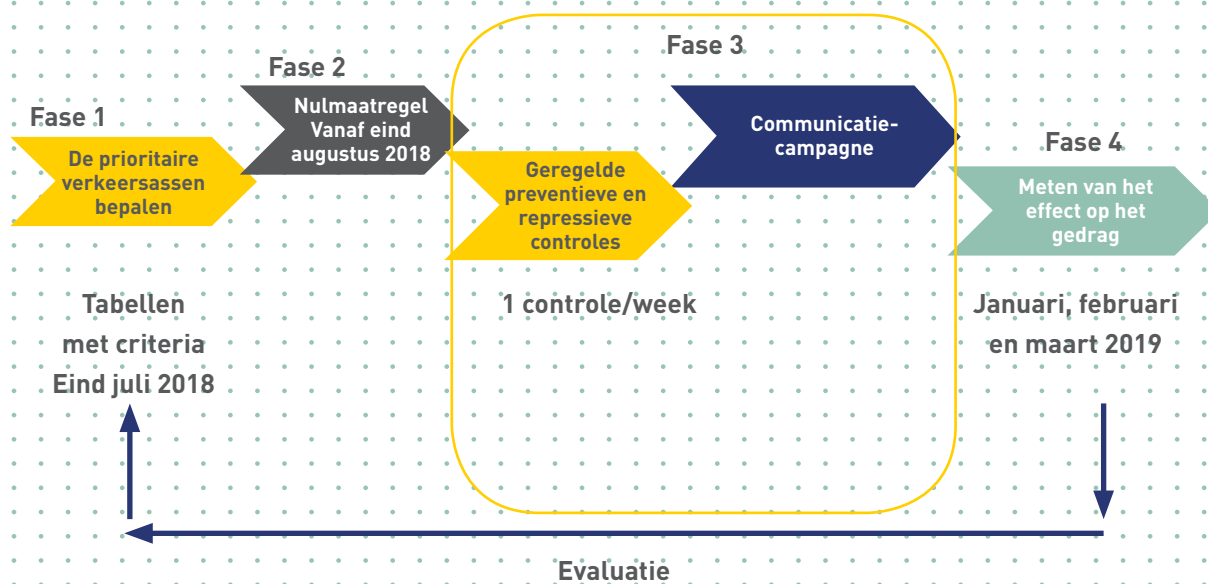 Fase 1
De prioritaire
verkeersassen
bepalen
Tabellen
met criteria
Eind juli 2018
Fase 2
Nulmaatregel
Vanaf eind
augustus 2018
Fase 3
Geregelde
preventieve en
repressieve
controles
1 controle/week
Communicatie-
campagne
Fase 4
Meten van het
effect op het
gedrag
Januari, februari
en maart 2019
Evaluatie